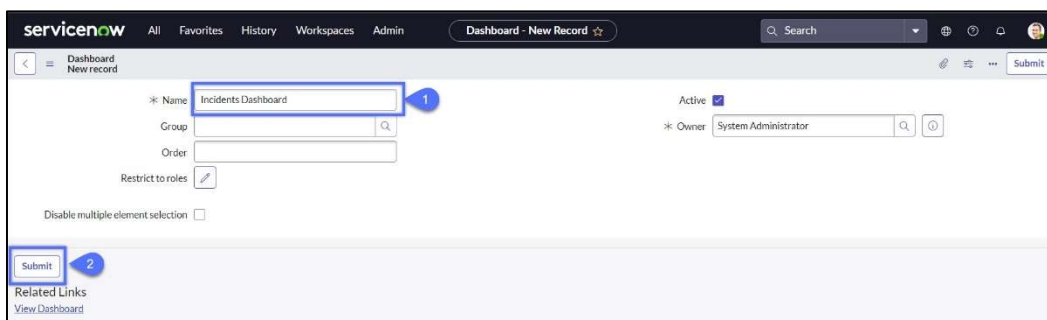 servicenow All Favorites History Workspaces Admin Dashboard - New Record Search
Dashboard
New record
Submit
* Name Incidents Dashboard 1
Active
Group
* Owner System Administrator
Order
Restrict to roles
Disable multiple element selection
Submit 2
Related Links
View Dashboard